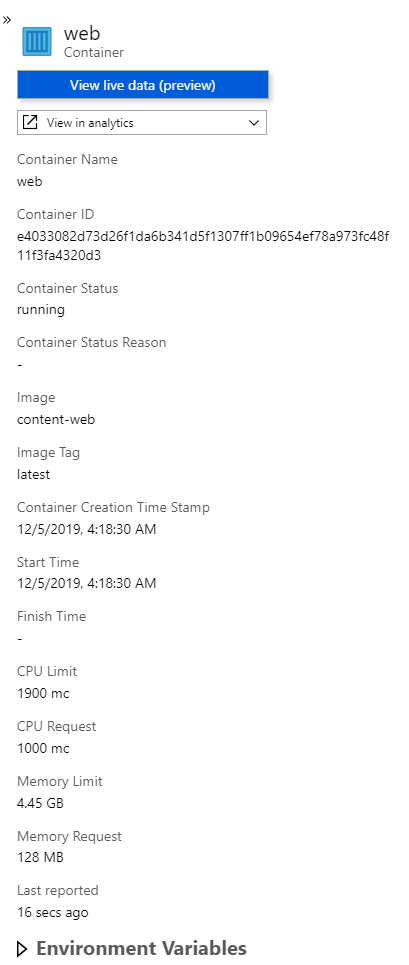 »
web
Container
View live data (preview)
View in analytics
Container Name
web
Container ID
e4033082d73d26f1da6b341d5f1307ff1b09654ef78a973fc48f
11f3fa4320d3
Container Status
running
Container Status Reason
-
Image
content-web
Image Tag
latest
Container Creation Time Stamp
12/5/2019, 4:18:30 AM
Start Time
12/5/2019, 4:18:30 AM
Finish Time
-
CPU Limit
1900 mc
CPU Request
1000 mc
Memory Limit
4.45 GB
Memory Request
128 MB
Last reported
16 secs ago
Environment Variables